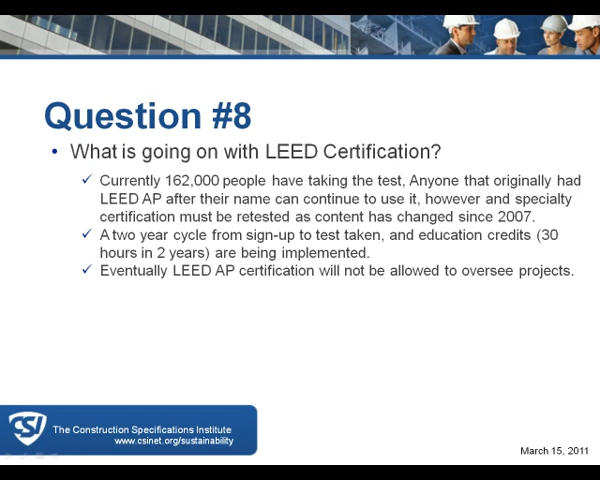 Question #8
• What is going on with LEED Certification?
✓ Currently 162,000 people have taking the test, Anyone that originally had
LEED AP after their name can continue to use it, however and specialty
certification must be retested as content has changed since 2007.
✓ A two year cycle from sign-up to test taken, and education credits (30
hours in 2 years) are being implemented.
✓ Eventually LEED AP certification will not be allowed to oversee projects.
CSI
The Construction Specifications Institute
www.csinet.org/sustainability
March 15, 2011